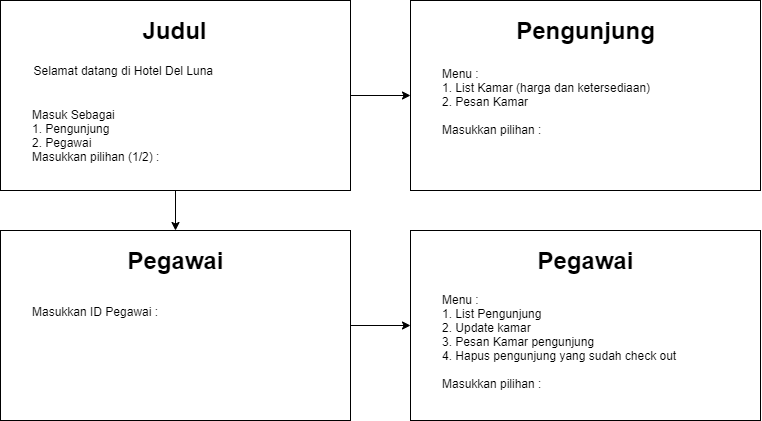 Judul
Selamat datang di Hotel Del Luna
Masuk Sebagai
1. Pengunjung
2. Pegawai
Masukkan pilihan (1/2) :
Pengunjung
Menu :
1. List Kamar (harga dan ketersediaan)
2. Pesan Kamar
Masukkan pilihan :
Pegawai
Masukkan ID Pegawai :
Pegawai
Menu :
1. List Pengunjung
2. Update kamar
3. Pesan Kamar pengunjung
4. Hapus pengunjung yang sudah check out
Masukkan pilihan :